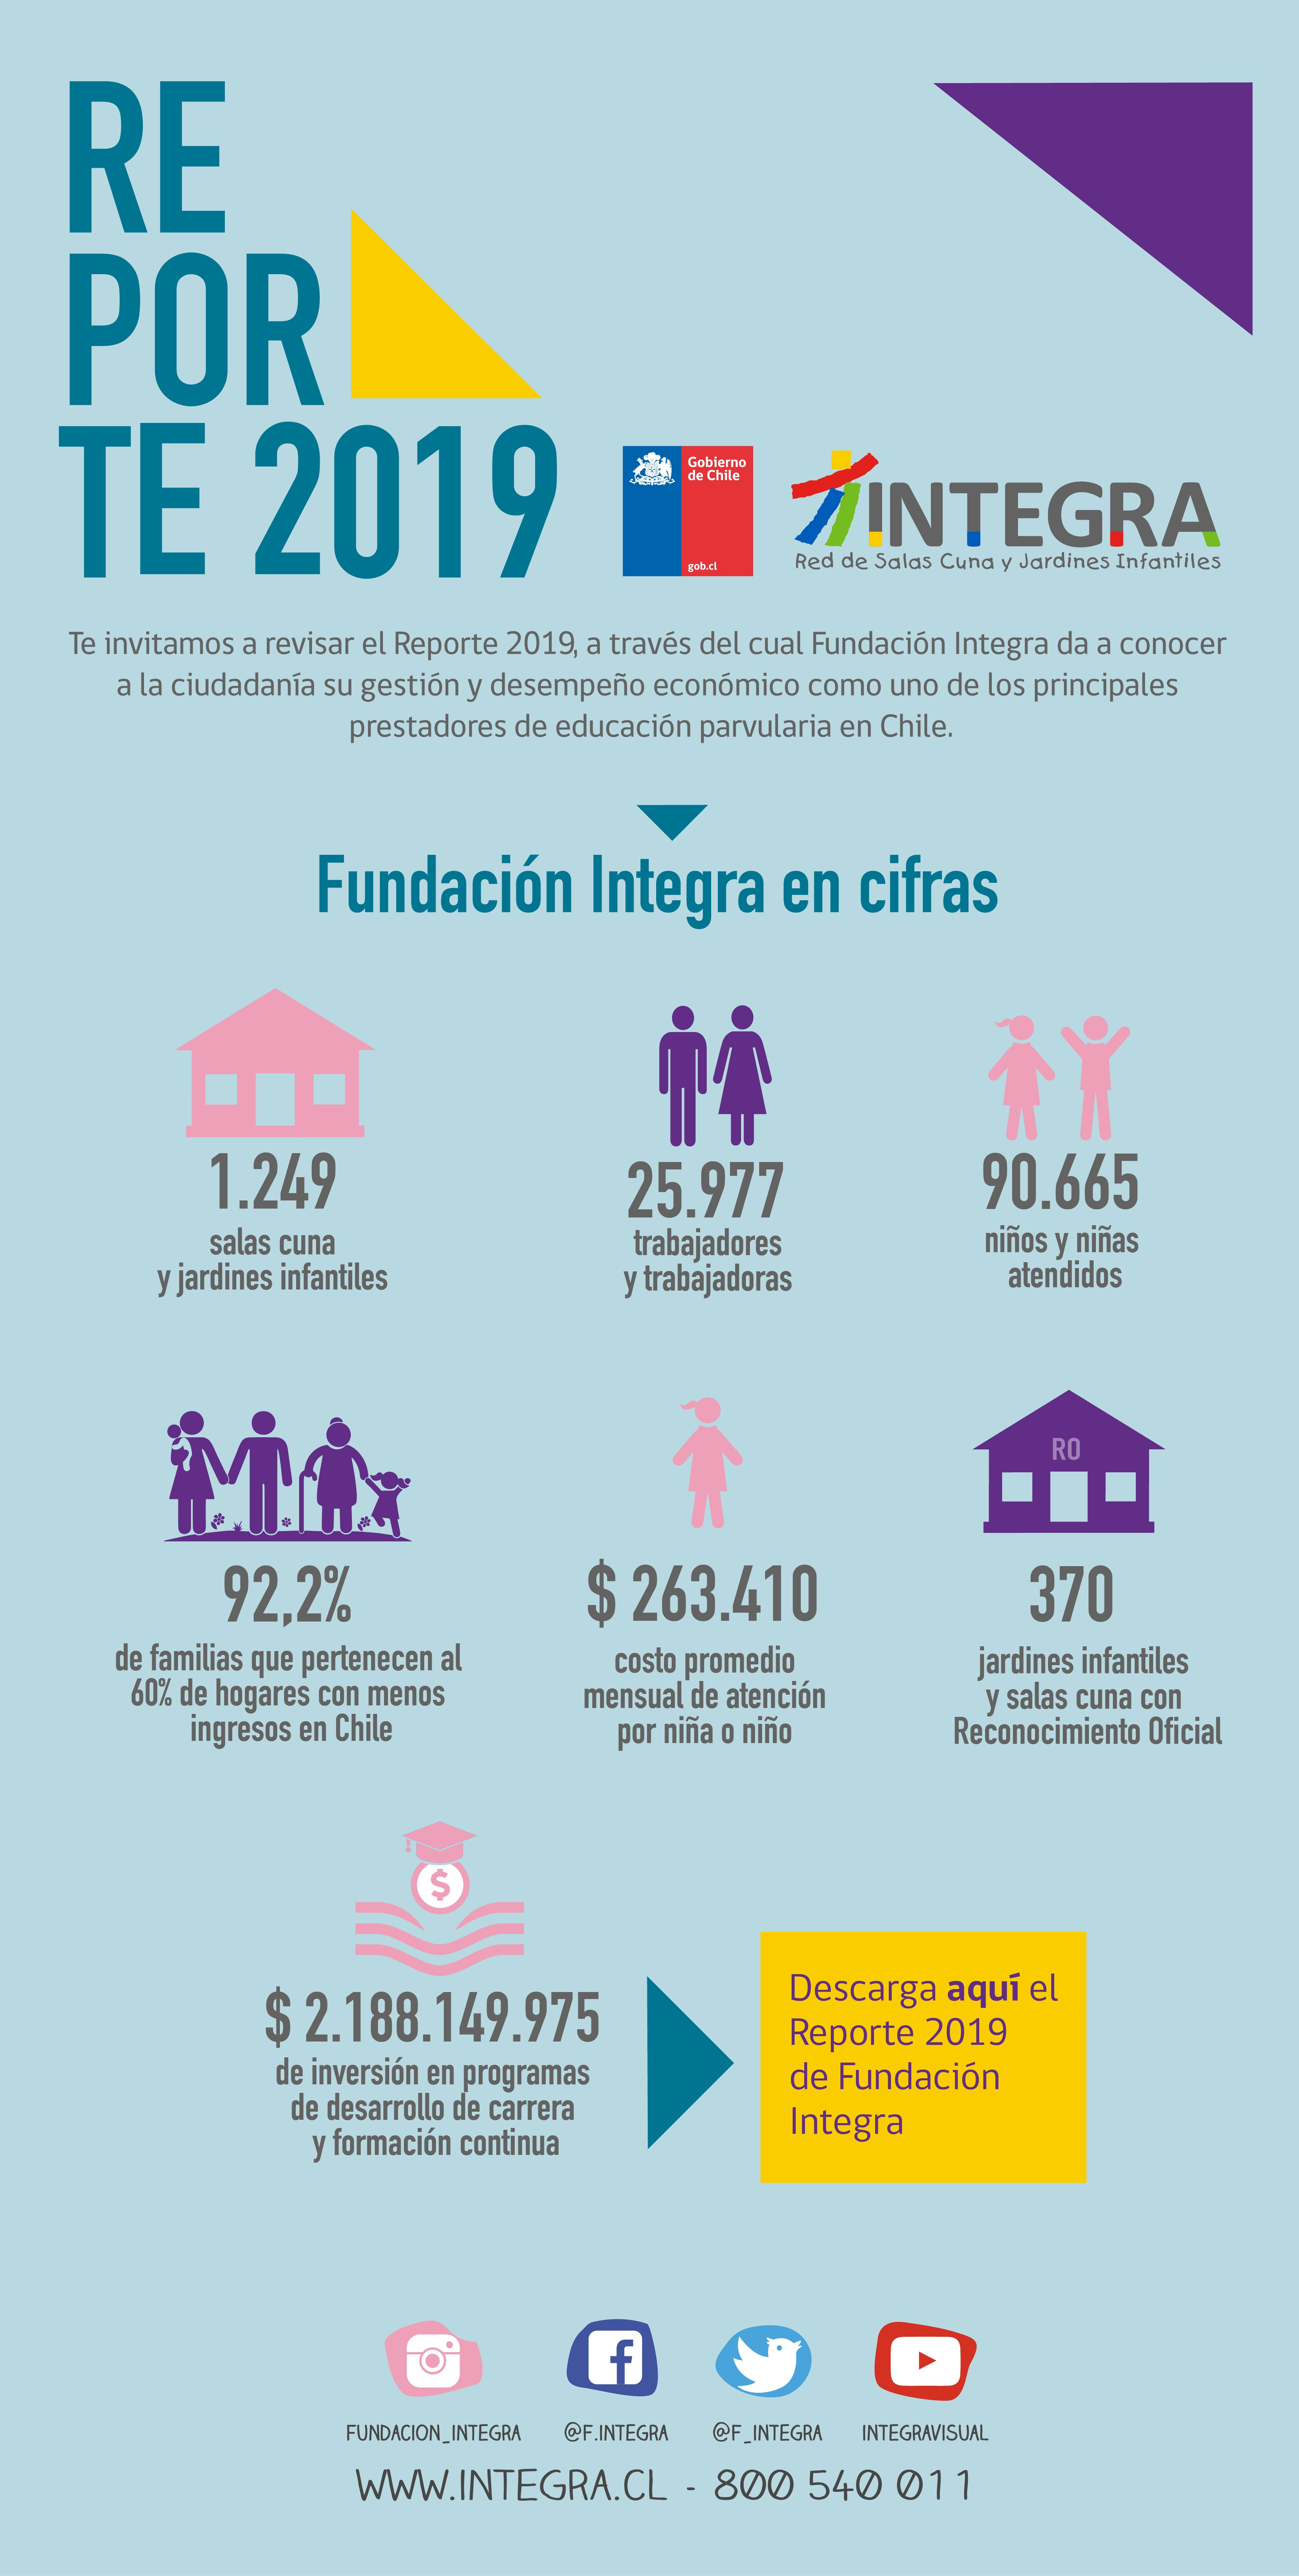 RE
POR
TE 2019
Gobierno
de Chile
gob.cl
INTEGRA
Red de Salas Cuna y Jardines Infantiles
Te invitamos a revisar el Reporte 2019, a través del cual Fundación Integra da a conocer
a la ciudadanía su gestión y desempeño económico como uno de los principales
prestadores de educación parvularia en Chile.
Fundación Integra en cifras
1.249
salas cuna
y jardines infantiles
25.977
trabajadores
y trabajadoras
90.665
niños y niñas
atendidos
92,2%
de familias que pertenecen al
60% de hogares con menos
ingresos en Chile
$ 263.410
costo promedio
mensual de atención
por niña o niño
RO
370
jardines infantiles
y salas cuna con
Reconocimiento Oficial
$
$ 2.188.149.975
de inversión en programas
de desarrollo de carrera
y formación continua
Descarga aquí el
Reporte 2019
de Fundación
Integra
FUNDACION_INTEGRA
@F.INTEGRA
@F_INTEGRA
INTEGRAVISUAL
WWW.INTEGRA.CL - 800 540 011